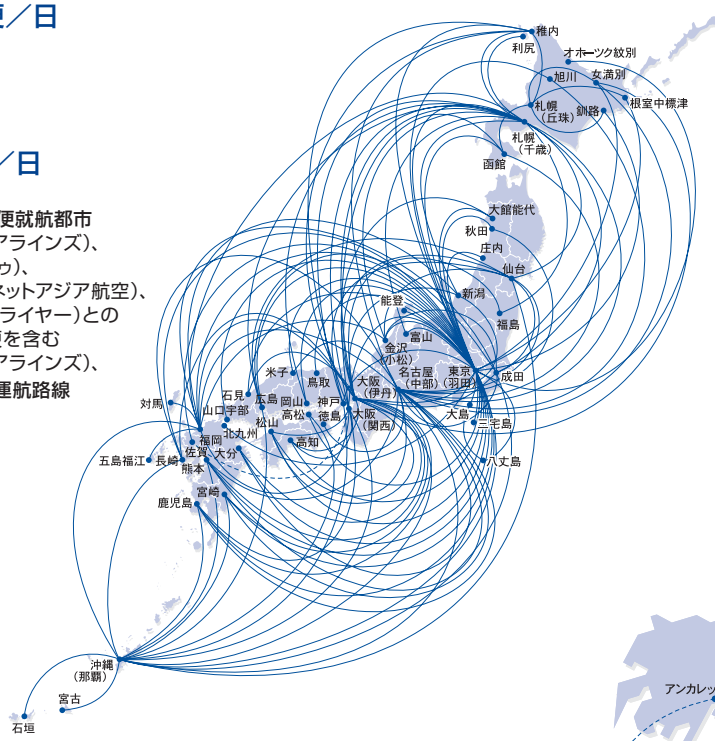 便／日
／日
便就航都市
アラインズ）、
ゥ）、
ネットアジア航空）、
ライヤー）との
便を含む
アラインズ）、
運航路線
稚内
利尻
オホーツク紋別
旭川
女満別
札幌
（丘珠）
釧路
根室中標津
札幌
（千歳）
函館
大館能代
秋田
庄内
仙台
新潟
能登
福島
富山
金沢
（小松）
名古屋
（中部）
東京
（羽田）
成田
米子
鳥取
大阪
（伊丹）
石見
広島
岡山
神戸
大阪
（関西）
大島
三宅島
対馬
山口宇部
松山
高松
徳島
北九州
高知
八丈島
福岡
佐賀
大分
五島福江
長崎
熊本
宮崎
鹿児島
沖縄
（那覇）
宮古
石垣
アンカレッ